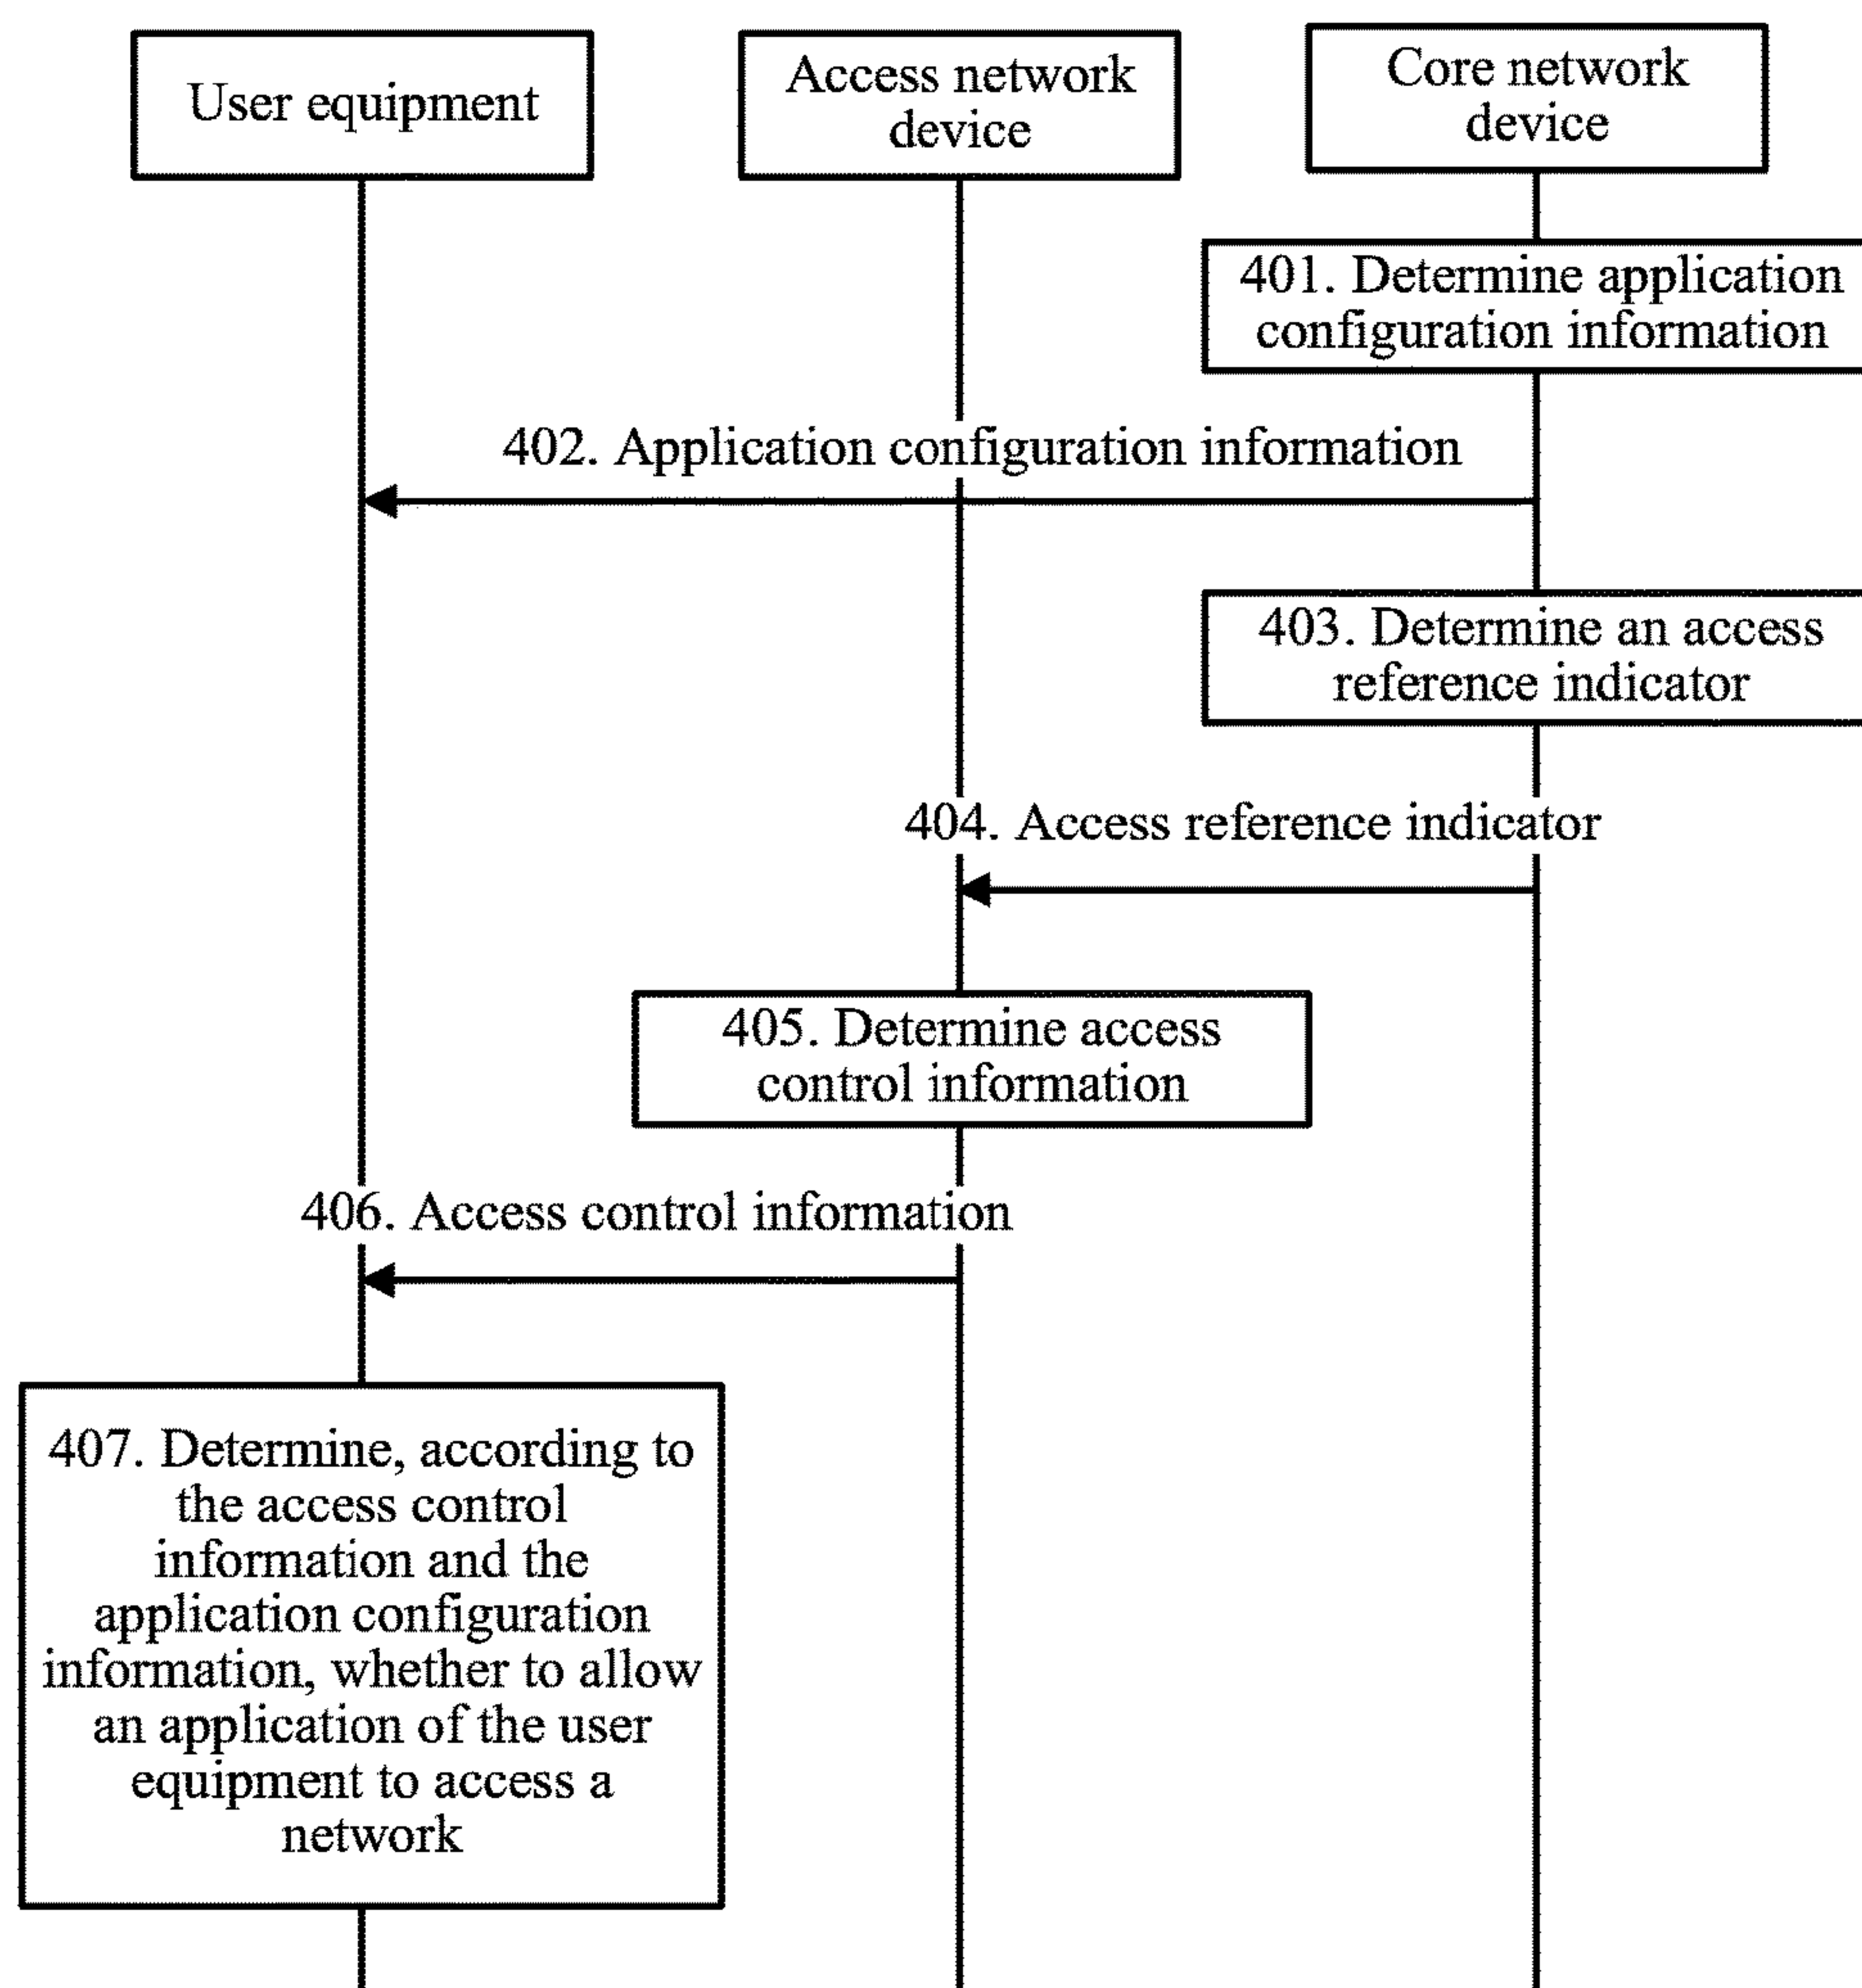 User equipment
Access network
device
Core network
device
401. Determine application
configuration information
402. Application configuration information
403. Determine an access
reference indicator
404. Access reference indicator
405. Determine access
control information
406. Access control information
407. Determine, according to
the access control
information and the
application configuration
information, whether to allow
an application of the user
equipment to access a
network